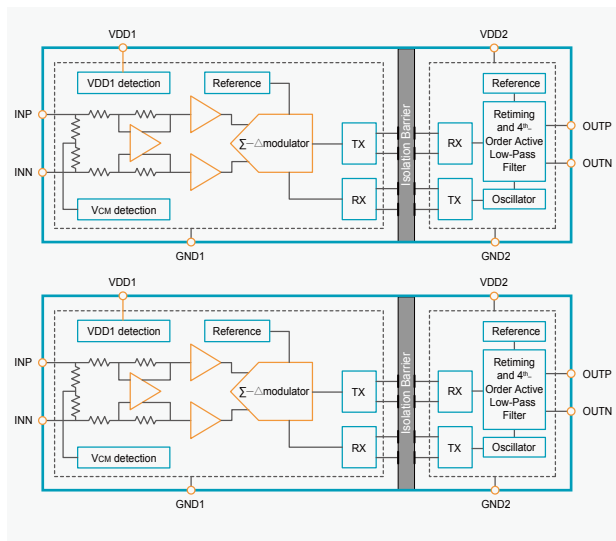 VDD1
VDD2
VDD1 detection
Reference
Reference
INP
Σ-△modulator
TX
Isolation Barrier
RX
Retiming
and 4th-
Order Active
Low-Pass
Filter
OUTP
OUTN
INN
RX
TX
Oscillator
VCM detection
GND1
GND2
VDD1
VDD2
VDD1 detection
Reference
Reference
INP
Σ-△modulator
TX
Isolation Barrier
RX
Retiming
and 4th-
Order Active
Low-Pass
Filter
OUTP
OUTN
INN
RX
TX
Oscillator
VCM detection
GND1
GND2